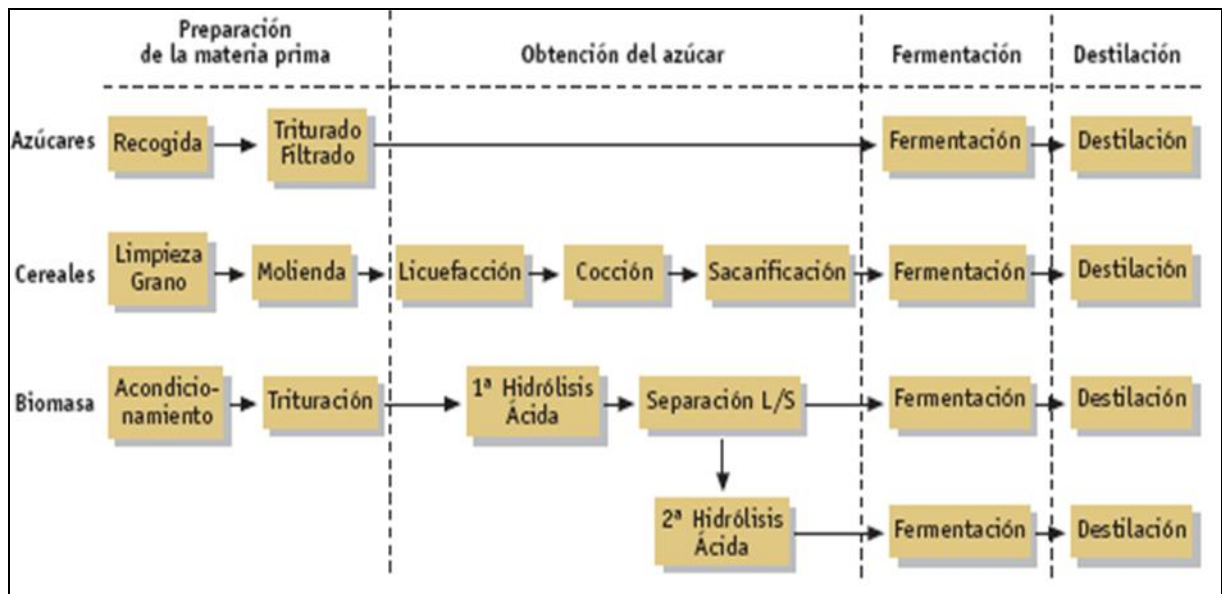 Preparación
de la materia prima
Obtención del azúcar
Fermentación
Destilación
Azúcares
Recogida
Triturado
Filtrado
Fermentación
Destilación
Cereales
Limpieza
Grano
Molienda
Licuefacción
Cocción
Sacarificación
Fermentación
Destilación
Biomasa
Acondicio-
namiento
Trituración
1ª Hidrólisis
Ácida
Separación L/S
Fermentación
Destilación
2ª Hidrólisis
Ácida
Fermentación
Destilación